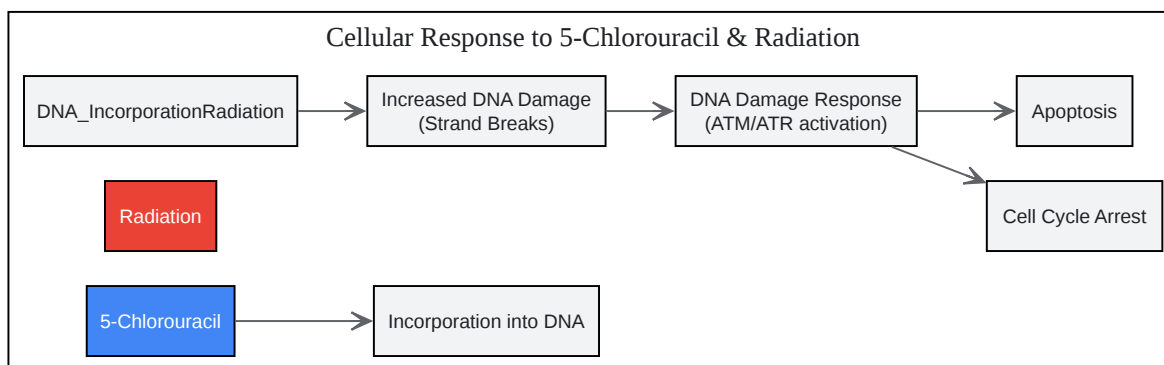 Cellular Response to 5-Chlorouracil & Radiation
DNA_IncorporationRadiation
Increased DNA Damage
(Strand Breaks)
DNA Damage Response
(ATM/ATR activation)
Apoptosis
Radiation
Cell Cycle Arrest
5-Chlorouracil
Incorporation into DNA